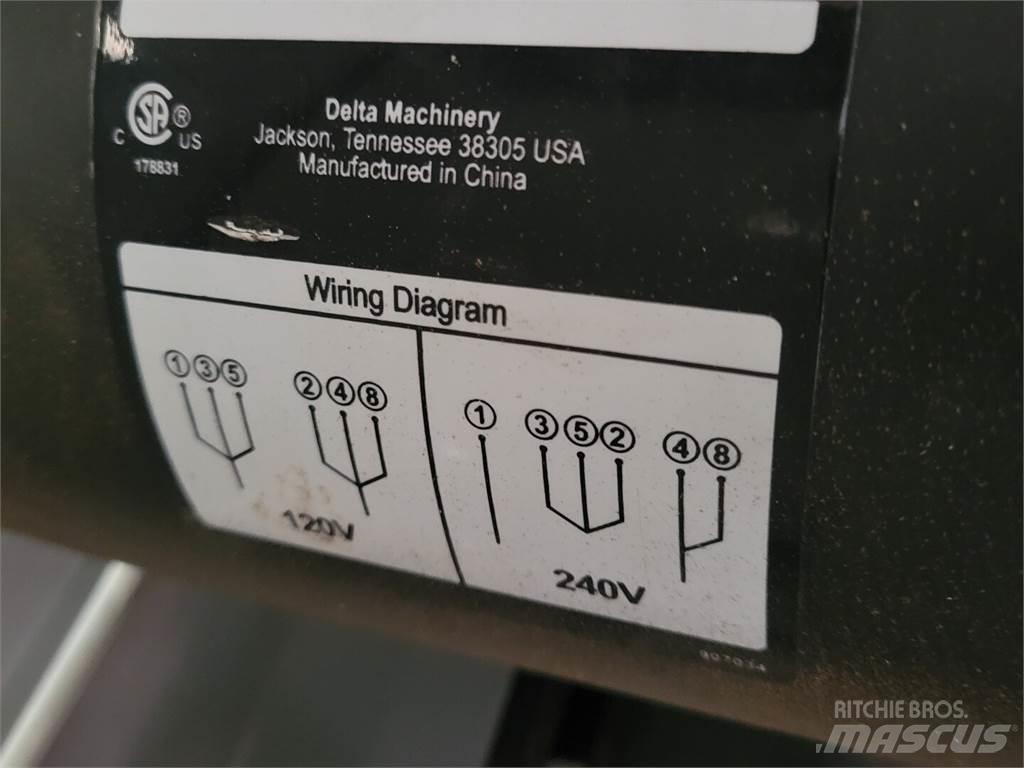 CSA®
C US
178831
Delta Machinery
Jackson, Tennessee 38305 USA
Manufactured in China
Wiring Diagram
1 3 5
2 4 8
120V
1
3 5 2
4 8
240V
RITCHIE BROS.
MASCUS